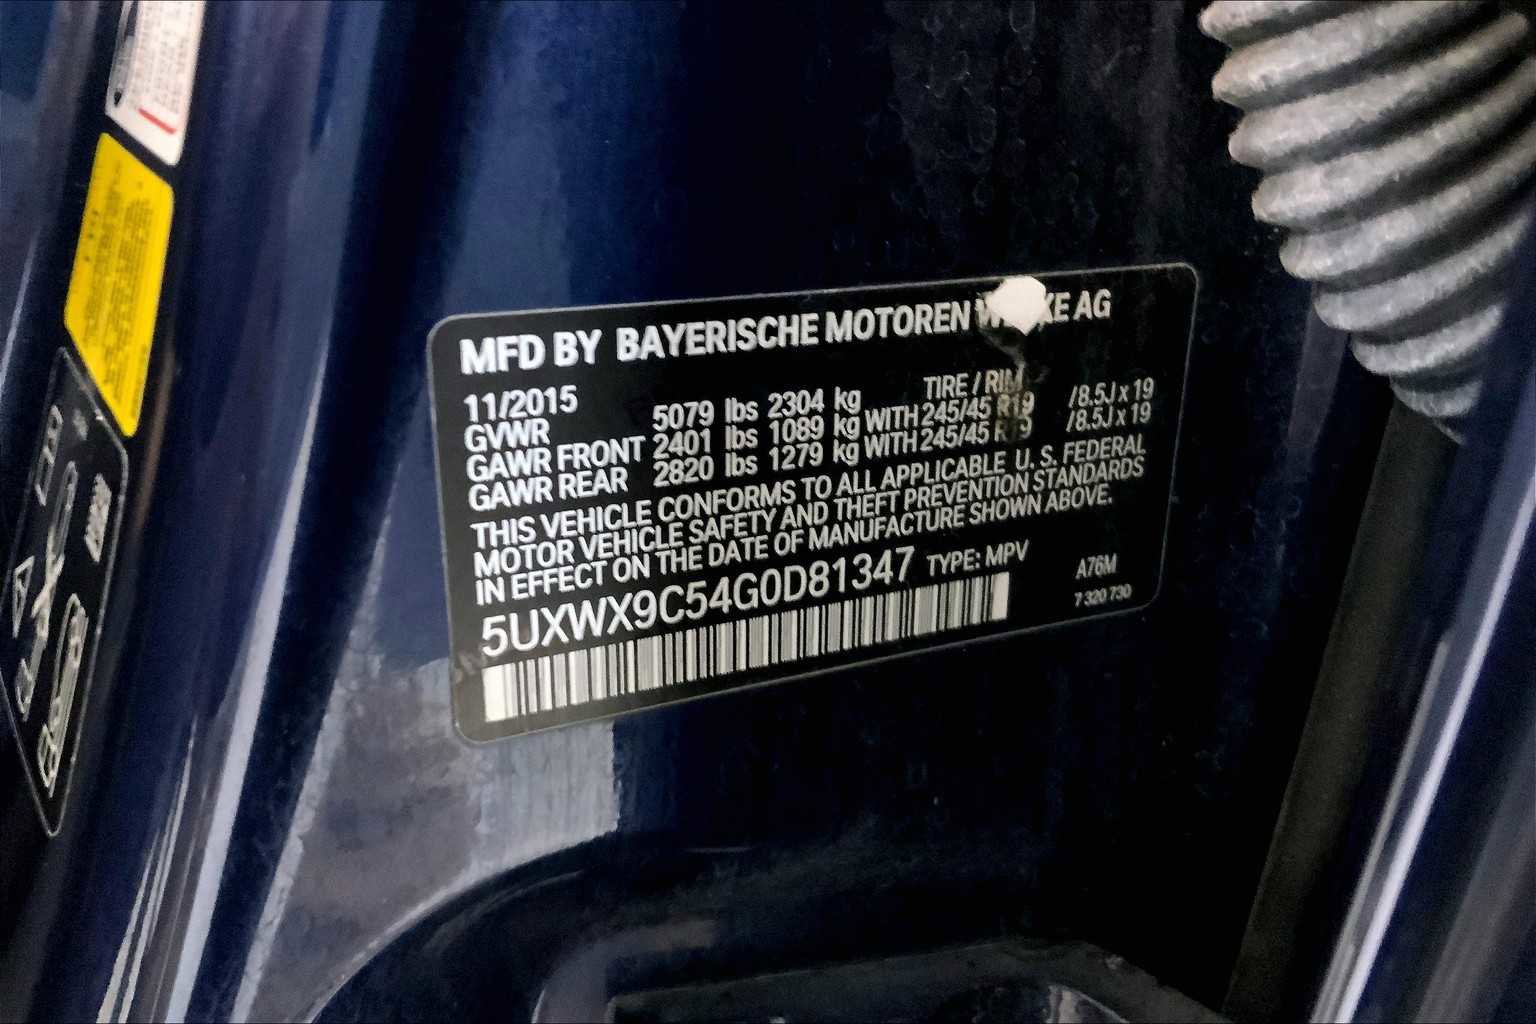 MFD BY BAYERISCHE MOTOREN AG
11/2015 TIRE / RIM
GVWR 5079 lbs 2304 kg
GAWR FRONT 2401 lbs 1089 kg WITH 245/45 R19 /8.5J x 19
GAWR REAR 2820 lbs 1279 kg WITH 245/45 R19 /8.5J x 19
THIS VEHICLE CONFORMS TO ALL APPLICABLE U. S. FEDERAL
MOTOR VEHICLE SAFETY AND THEFT PREVENTION STANDARDS
IN EFFECT ON THE DATE OF MANUFACTURE SHOWN ABOVE.
5UXWX9C54G0D81347 TYPE: MPV A76M
7 320 730